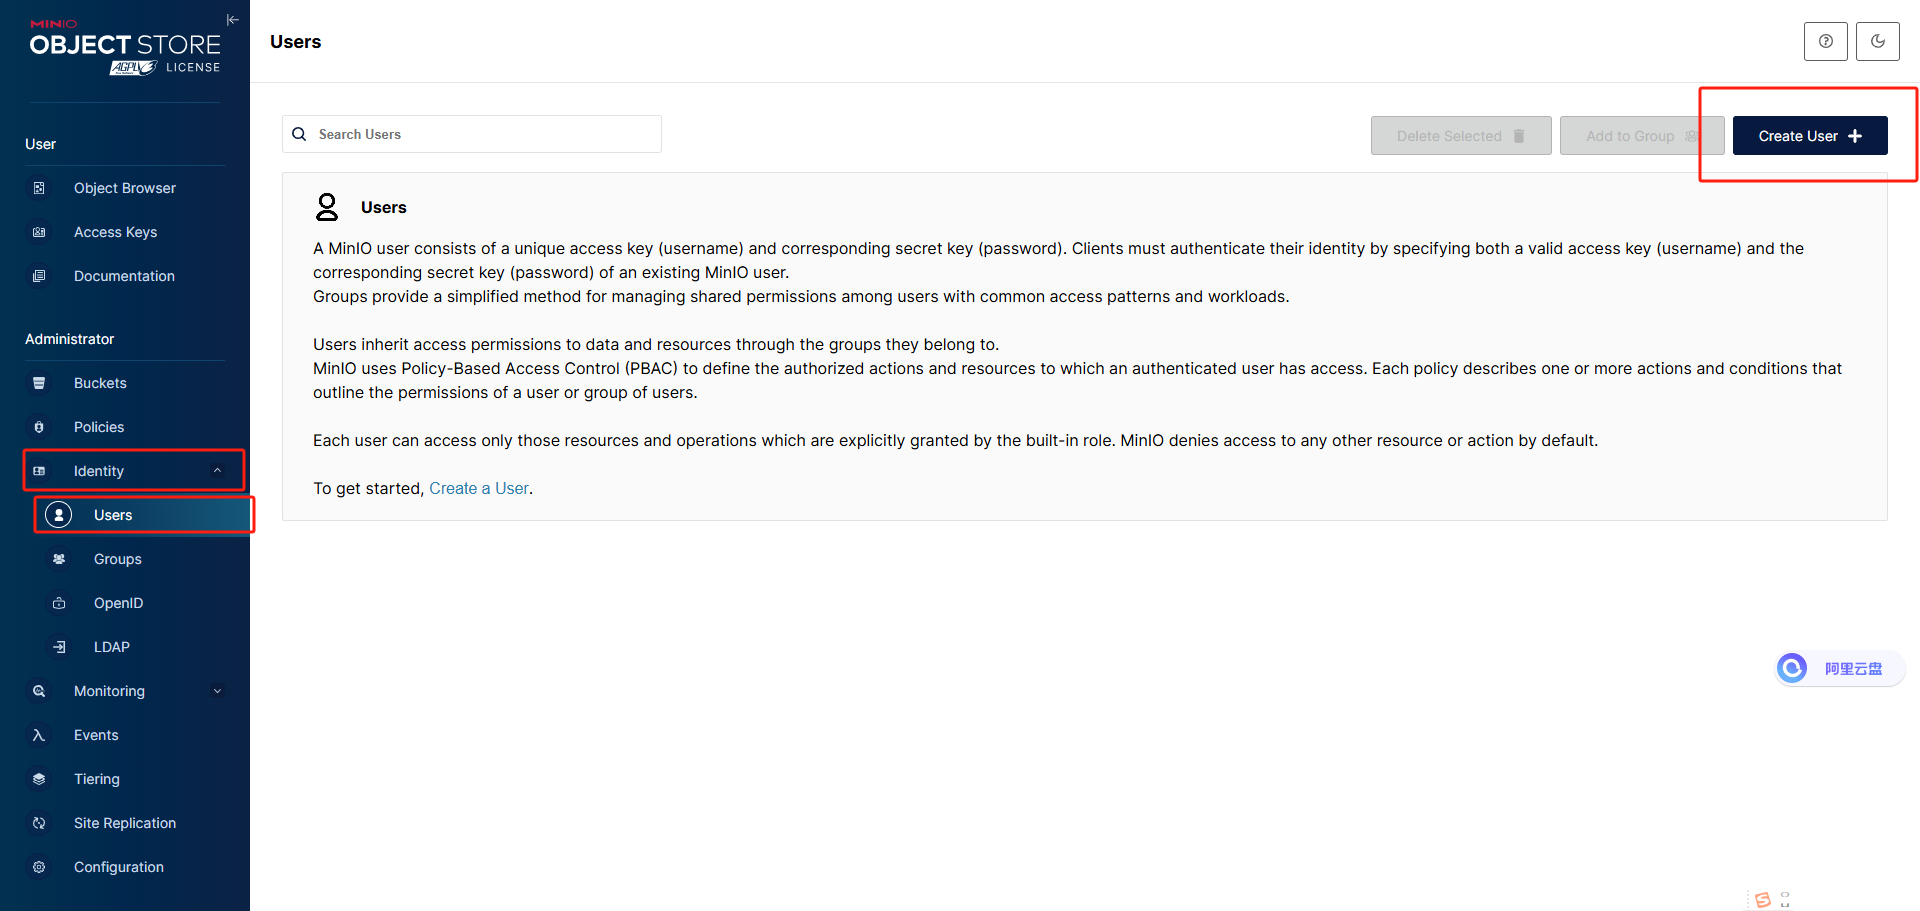 MINIO
OBJECT STORE
AGPL LICENSE
User
Object Browser
Access Keys
Documentation
Administrator
Buckets
Policies
Identity
Users
Groups
OpenID
LDAP
Monitoring
Events
Tiering
Site Replication
Configuration
Users
Search Users
Delete Selected
Add to Group
Create User
Users
A MinIO user consists of a unique access key (username) and corresponding secret key (password). Clients must authenticate their identity by specifying both a valid access key (username) and the
corresponding secret key (password) of an existing MinIO user.
Groups provide a simplified method for managing shared permissions among users with common access patterns and workloads.
Users inherit access permissions to data and resources through the groups they belong to.
MinIO uses Policy-Based Access Control (PBAC) to define the authorized actions and resources to which an authenticated user has access. Each policy describes one or more actions and conditions that
outline the permissions of a user or group of users.
Each user can access only those resources and operations which are explicitly granted by the built-in role. MinIO denies access to any other resource or action by default.
To get started, Create a User.
阿里云盘